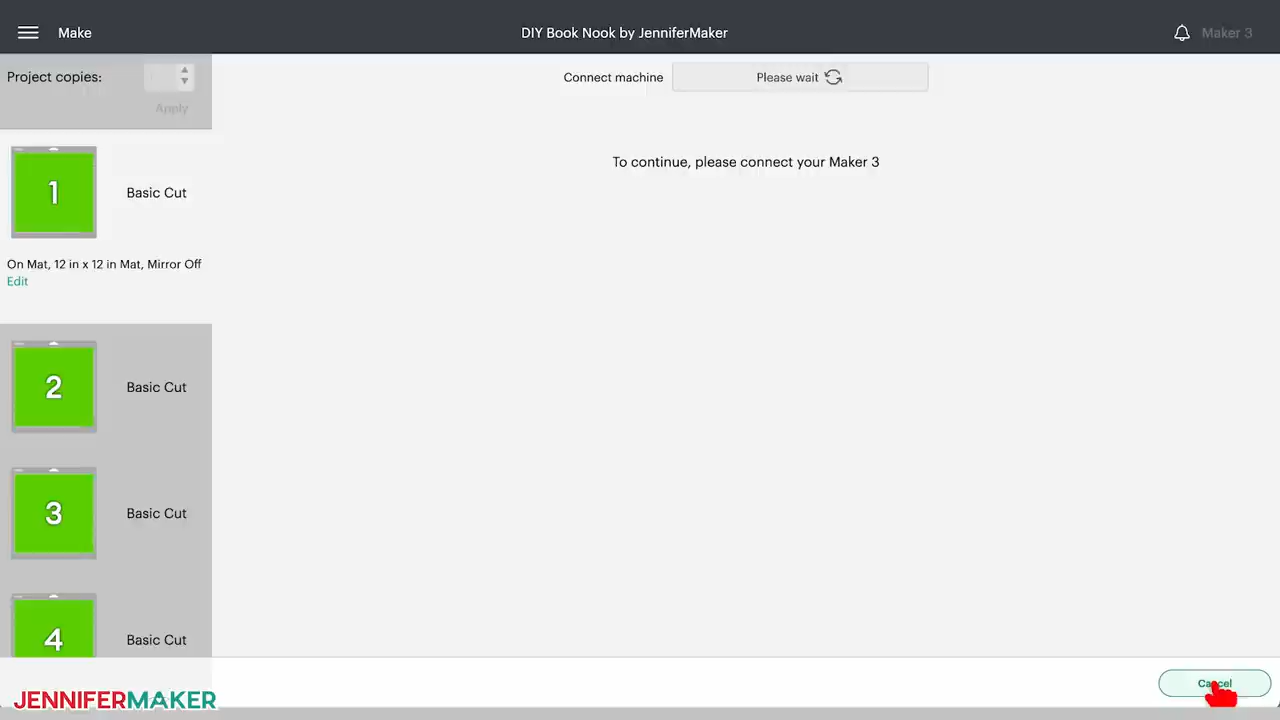 Make
DIY Book Nook by JenniferMaker
Maker 3
Project copies:
Apply
Connect machine
Please wait
To continue, please connect your Maker 3
1
Basic Cut
On Mat, 12 in x 12 in Mat, Mirror Off
Edit
2
Basic Cut
3
Basic Cut
4
Basic Cut
Cancel
JENNIFERMAKER